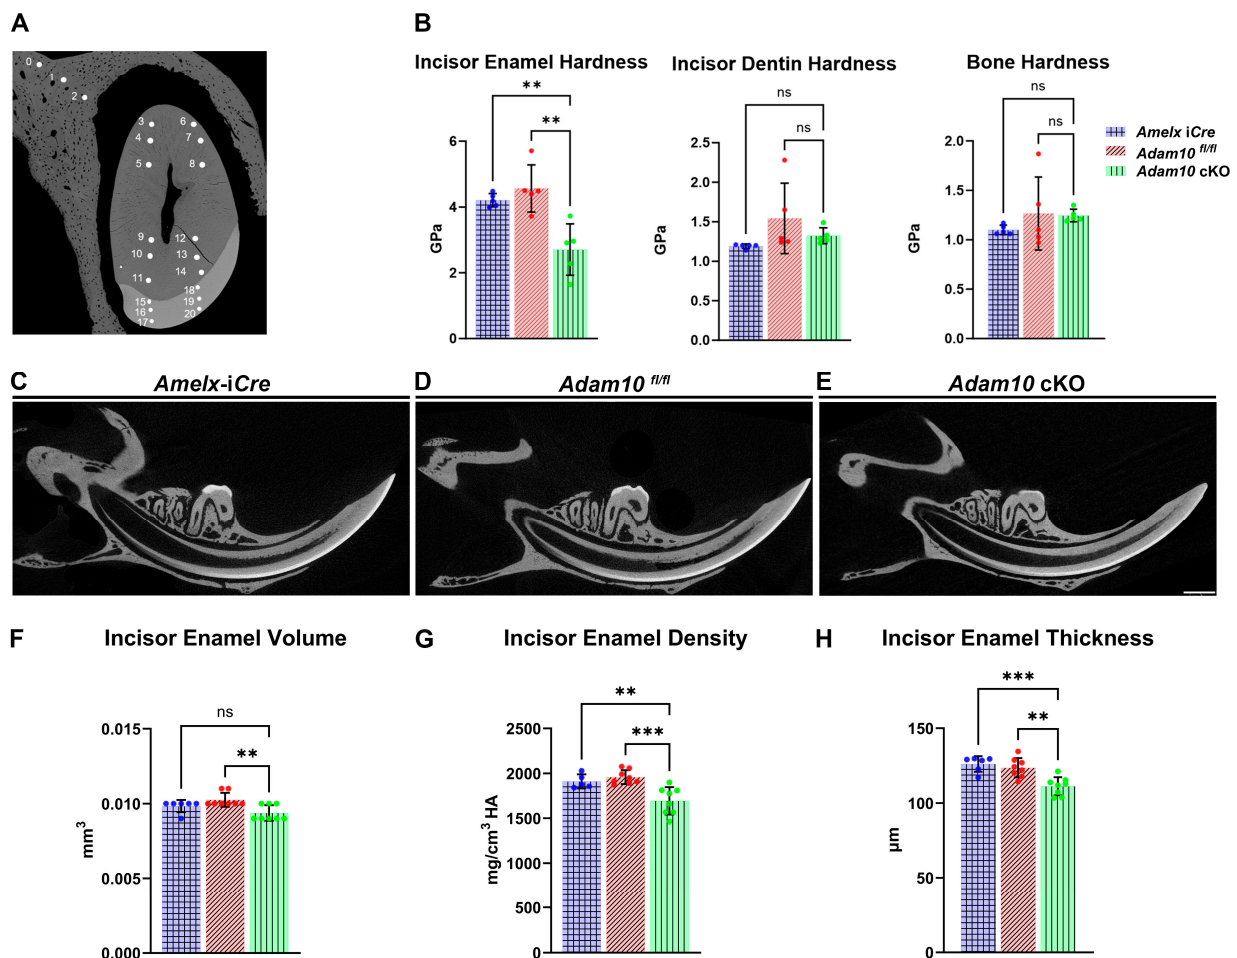 A
B
0
1
2
3
6
4
7
5
8
9
12
10
13
14
11
18
15
19
16
20
17
Incisor Enamel Hardness
**
**
6
4
2
0
GPa
Incisor Dentin Hardness
ns
ns
2.5
2.0
1.5
1.0
0.5
0.0
GPa
Bone Hardness
ns
ns
2.0
1.5
1.0
0.5
0.0
GPa
Amelx iCre
Adam10 fl/fl
Adam10 cKO
C
Amelx-iCre
D
Adam10 fl/fl
E
Adam10 cKO
F
Incisor Enamel Volume
ns
**
0.015
0.010
0.005
0.000
mm3
G
Incisor Enamel Density
**
***
2500
2000
1500
1000
500
0
mg/cm3 HA
H
Incisor Enamel Thickness
***
**
150
100
50
0
μm